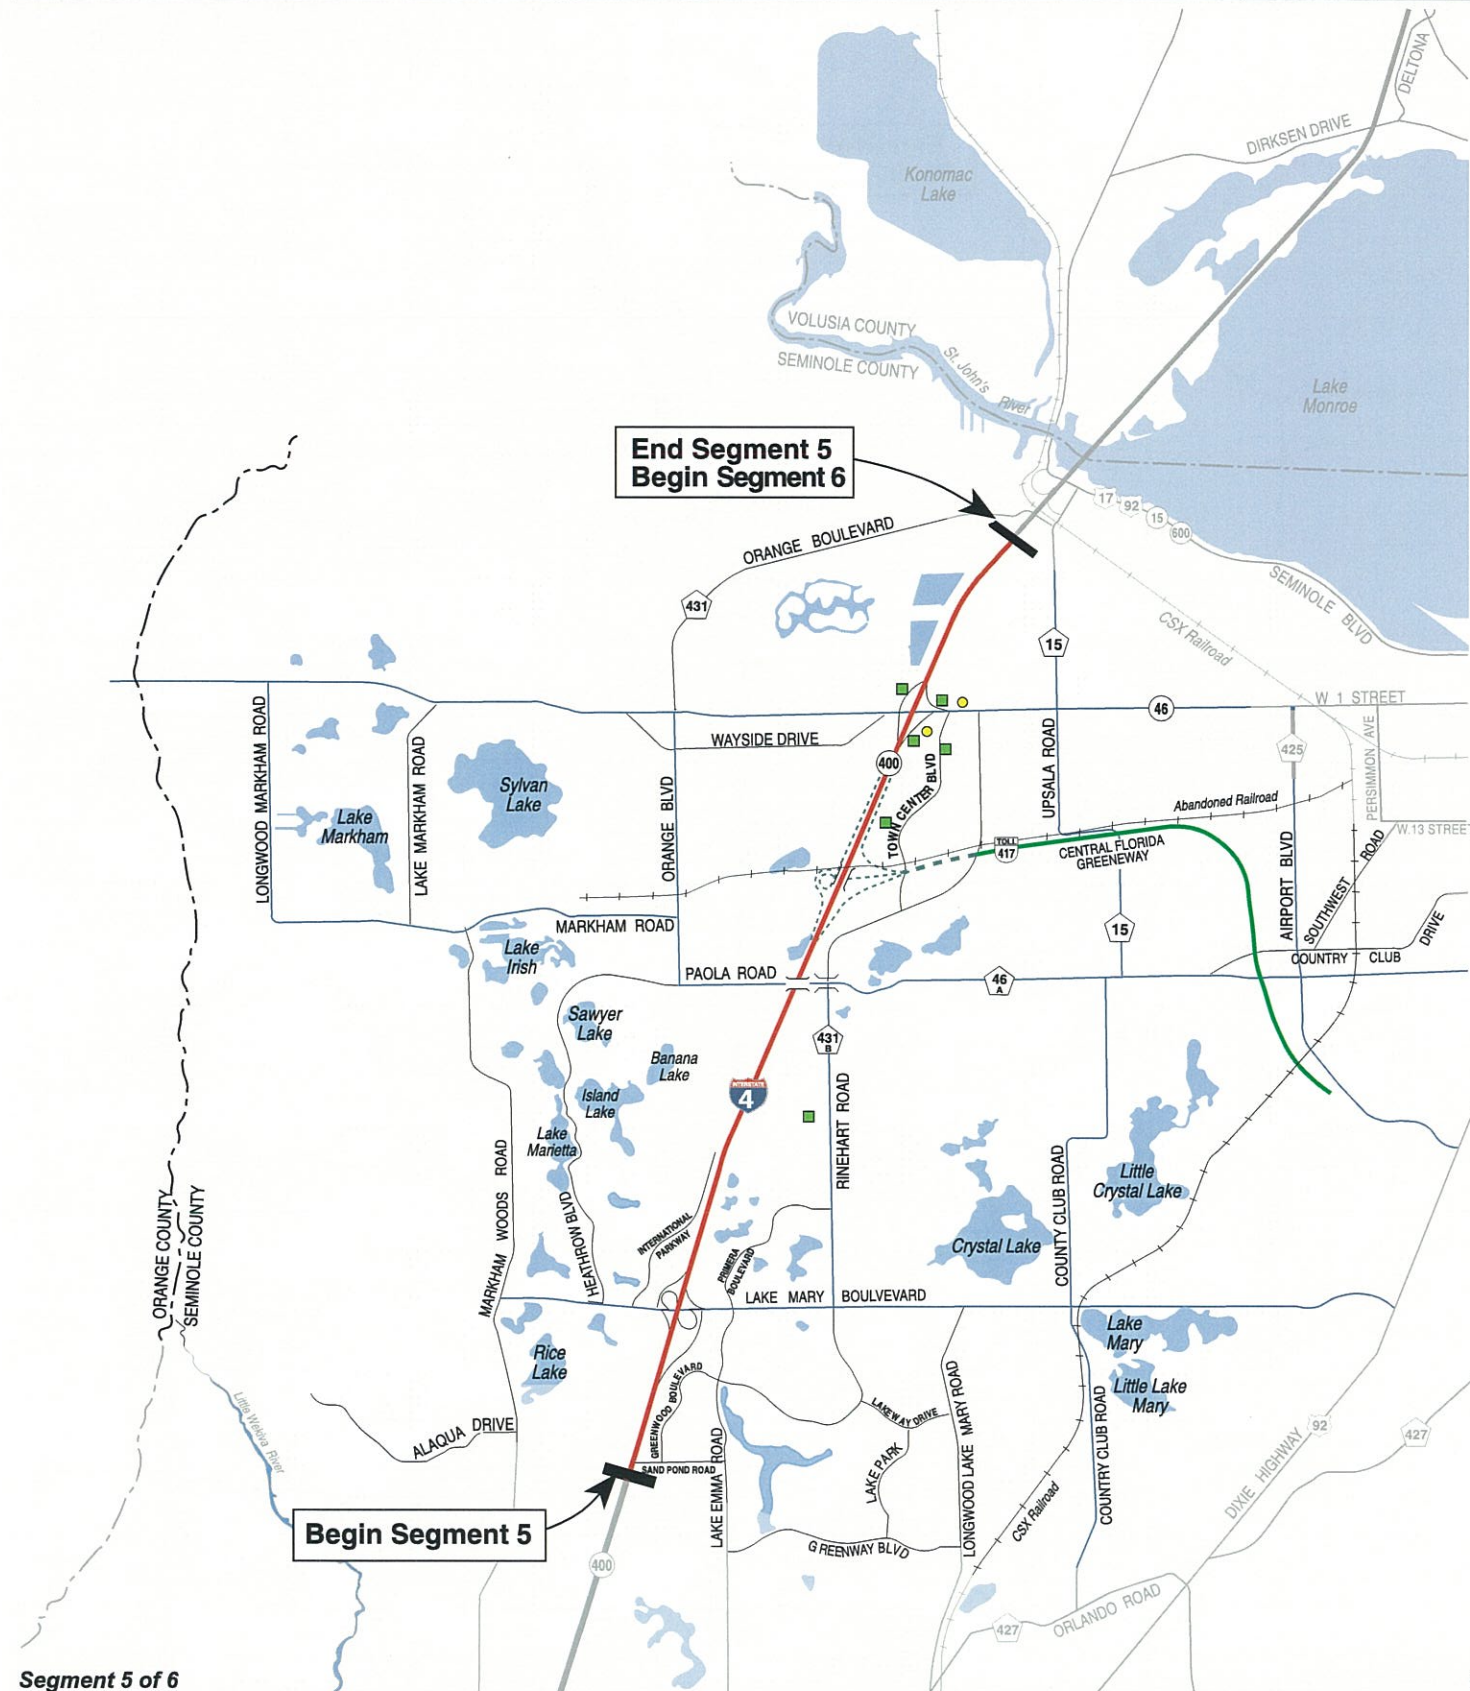 DELTONA
DIRKSEN DRIVE
Konomac
Lake
VOLUSIA COUNTY
SEMINOLE COUNTY
St. John's
River
Lake
Monroe
End Segment 5
Begin Segment 6
17
92
15
600
ORANGE BOULEVARD
SEMINOLE BLVD
431
CSX Railroad
15
W 1 STREET
46
LONGWOOD MARKHAM ROAD
LAKE MARKHAM ROAD
WAYSIDE DRIVE
UPSALA ROAD
425
PERSIMMON AVE
400
TOWN CENTER BLVD
Sylvan
Lake
ORANGE BLVD
Abandoned Railroad
Lake
Markham
TOLL
417
CENTRAL FLORIDA
GREENEWAY
W.13 STREET
AIRPORT BLVD
SOUTHWEST ROAD
MARKHAM ROAD
15
DRIVE
Lake
Irish
COUNTRY CLUB
PAOLA ROAD
46
A
Sawyer
Lake
431
B
Banana
Lake
Island
Lake
INTERSTATE
4
RINEHART ROAD
Lake
Marietta
MARKHAM WOODS ROAD
COUNTY CLUB ROAD
Little
Crystal Lake
ORANGE COUNTY
SEMINOLE COUNTY
HEATHROW BLVD
INTERNATIONAL
PARKWAY
PRIMERA
BOULEVARD
Crystal Lake
LAKE MARY BOULVEVARD
Lake
Mary
Rice
Lake
GREENWOOD BOULEVARD
Little Lake
Mary
Little Wekiva River
LAKEWAY DRIVE
LONGWOOD LAKE MARY ROAD
COUNTRY CLUB ROAD
ALAQUA DRIVE
LAKE EMMA ROAD
LAKE PARK
92
427
DIXIE HIGHWAY
SAND POND ROAD
CSX Railroad
Begin Segment 5
GREENWAY BLVD
400
427
ORLANDO ROAD
Segment 5 of 6